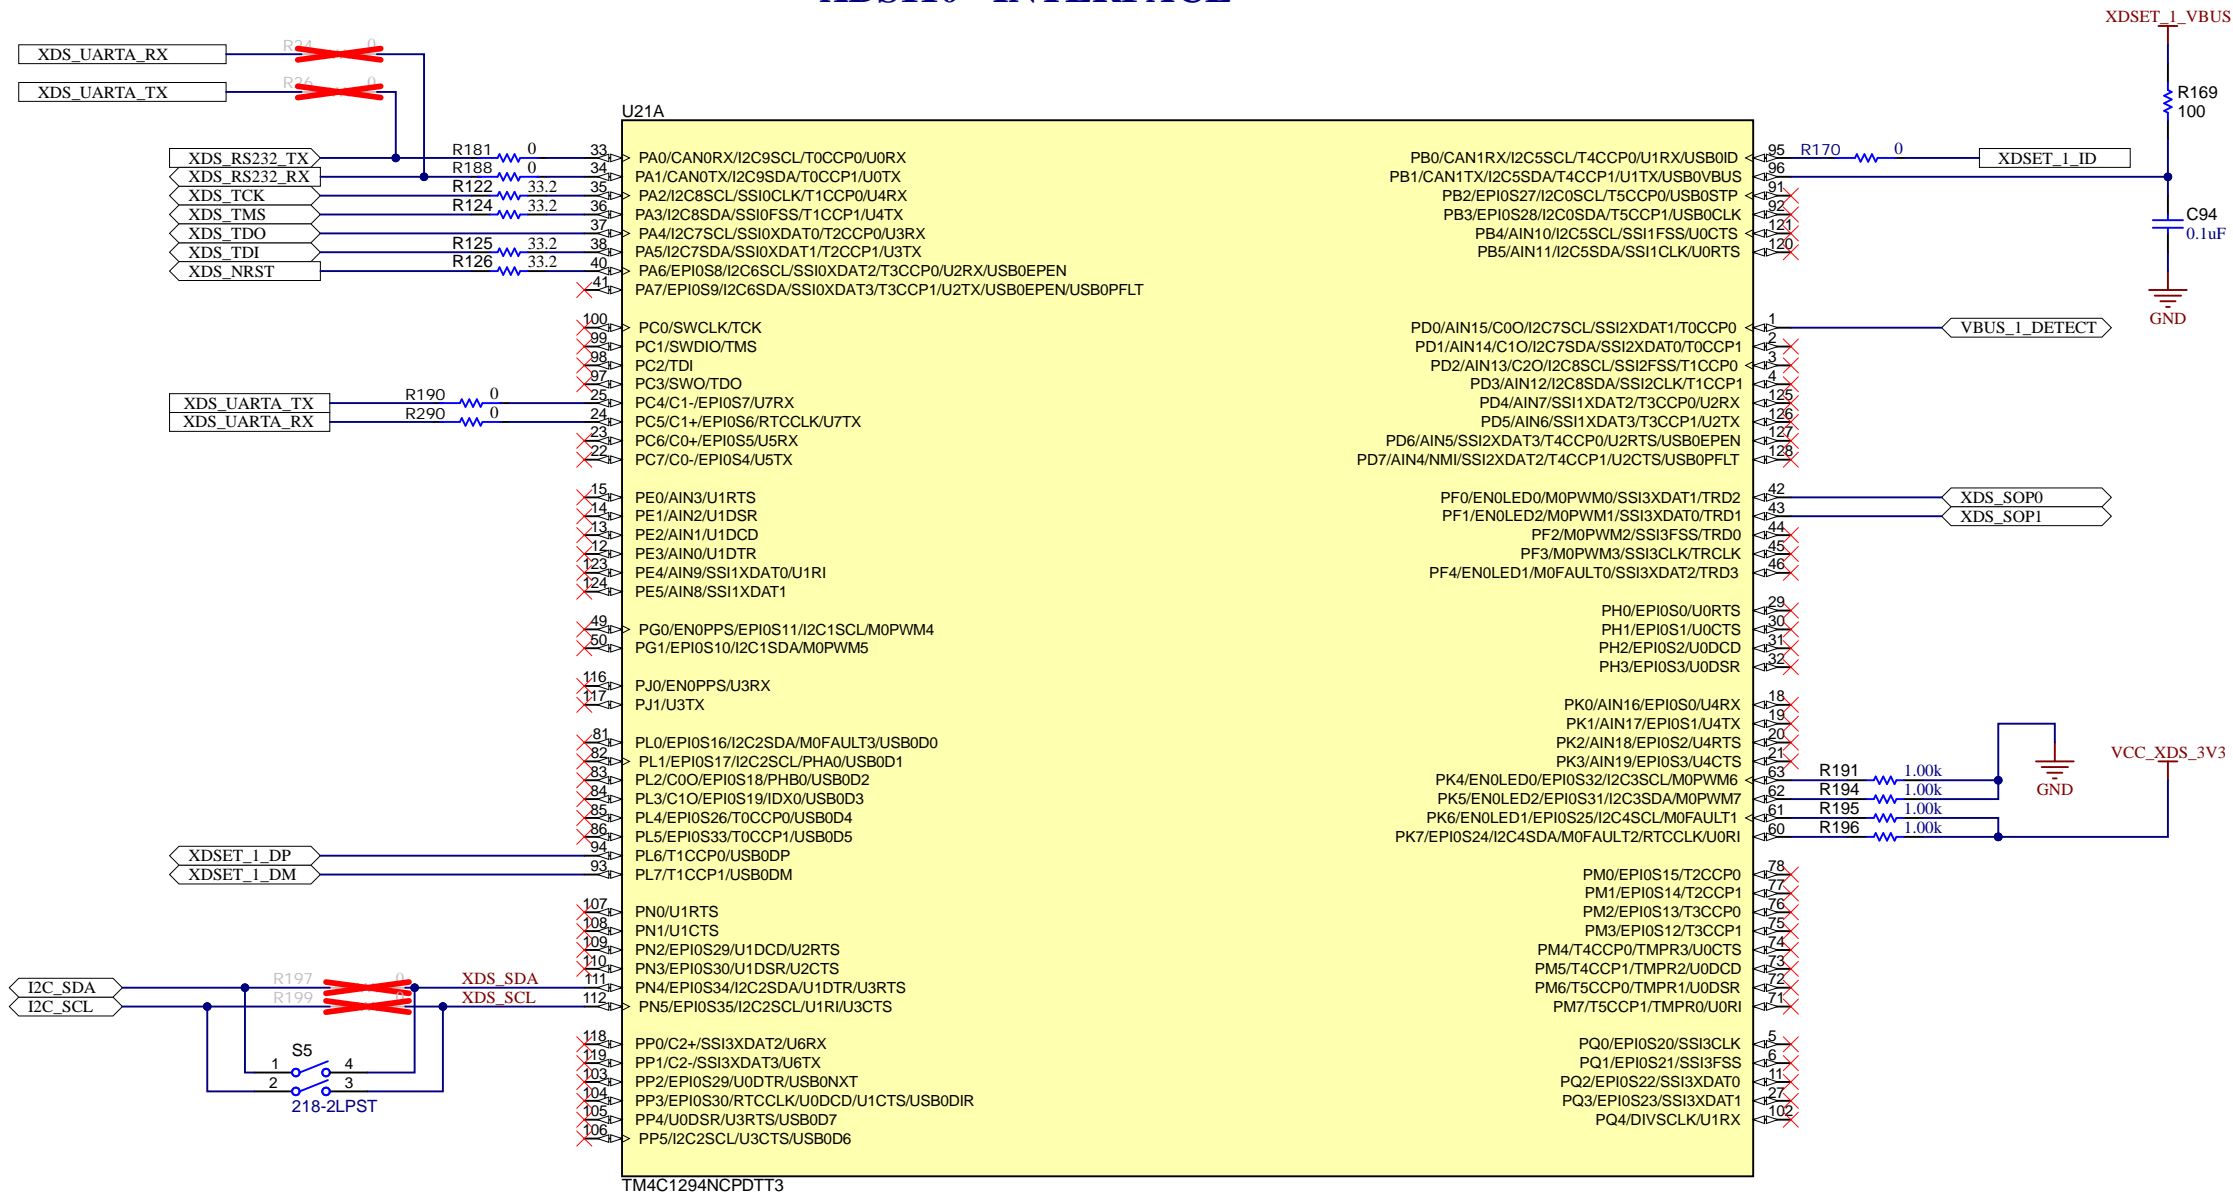 XDS110 - INTERFACE
XDSET_1_VBUS
XDS_UARTA_RX R24 0
XDS_UARTA_TX R26 0
R169
100
U21A
XDS_RS232_TX R181 0 33 PA0/CAN0RX/I2C9SCL/T0CCP0/U0RX
XDS_RS232_RX R188 0 34 PA1/CAN0TX/I2C9SDA/T0CCP1/U0TX
XDS_TCK R122 33.2 35 PA2/I2C8SCL/SSI0CLK/T1CCP0/U4RX
XDS_TMS R124 33.2 36 PA3/I2C8SDA/SSI0FSS/T1CCP1/U4TX
XDS_TDO 37 PA4/I2C7SCL/SSI0XDAT0/T2CCP0/U3RX
XDS_TDI R125 33.2 38 PA5/I2C7SDA/SSI0XDAT1/T2CCP1/U3TX
XDS_NRST R126 33.2 40 PA6/EPI0S8/I2C6SCL/SSI0XDAT2/T3CCP0/U2RX/USB0EPEN
41 PA7/EPI0S9/I2C6SDA/SSI0XDAT3/T3CCP1/U2TX/USB0EPEN/USB0PFLT
100 PC0/SWCLK/TCK
99 PC1/SWDIO/TMS
98 PC2/TDI
97 PC3/SWO/TDO
XDS_UARTA_TX R190 0 25 PC4/C1-/EPI0S7/U7RX
XDS_UARTA_RX R290 0 24 PC5/C1+/EPI0S6/RTCCLK/U7TX
23 PC6/C0+/EPI0S5/U5RX
22 PC7/C0-/EPI0S4/U5TX
15 PE0/AIN3/U1RTS
14 PE1/AIN2/U1DSR
13 PE2/AIN1/U1DCD
12 PE3/AIN0/U1DTR
123 PE4/AIN9/SSI1XDAT0/U1RI
124 PE5/AIN8/SSI1XDAT1
49 PG0/EN0PPS/EPI0S11/I2C1SCL/M0PWM4
50 PG1/EPI0S10/I2C1SDA/M0PWM5
116 PJ0/EN0PPS/U3RX
117 PJ1/U3TX
81 PL0/EPI0S16/I2C2SDA/M0FAULT3/USB0D0
82 PL1/EPI0S17/I2C2SCL/PHA0/USB0D1
83 PL2/C0O/EPI0S18/PHB0/USB0D2
84 PL3/C1O/EPI0S19/IDX0/USB0D3
85 PL4/EPI0S26/T0CCP0/USB0D4
86 PL5/EPI0S33/T0CCP1/USB0D5
XDSET_1_DP 94 PL6/T1CCP0/USB0DP
XDSET_1_DM 93 PL7/T1CCP1/USB0DM
107 PN0/U1RTS
108 PN1/U1CTS
109 PN2/EPI0S29/U1DCD/U2RTS
110 PN3/EPI0S30/U1DSR/U2CTS
I2C_SDA R197 0 XDS_SDA 111 PN4/EPI0S34/I2C2SDA/U1DTR/U3RTS
I2C_SCL R199 0 XDS_SCL 112 PN5/EPI0S35/I2C2SCL/U1RI/U3CTS
118 PP0/C2+/SSI3XDAT2/U6RX
119 PP1/C2-/SSI3XDAT3/U6TX
103 PP2/EPI0S29/U0DTR/USB0NXT
104 PP3/EPI0S30/RTCCLK/U0DCD/U1CTS/USB0DIR
105 PP4/U0DSR/U3RTS/USB0D7
106 PP5/I2C2SCL/U3CTS/USB0D6
S5
1 4
2 3
218-2LPST
PB0/CAN1RX/I2C5SCL/T4CCP0/U1RX/USB0ID 95 R170 0 XDSET_1_ID
PB1/CAN1TX/I2C5SDA/T4CCP1/U1TX/USB0VBUS 96
PB2/EPI0S27/I2C0SCL/T5CCP0/USB0STP 91
PB3/EPI0S28/I2C0SDA/T5CCP1/USB0CLK 92
PB4/AIN10/I2C5SCL/SSI1FSS/U0CTS 121
PB5/AIN11/I2C5SDA/SSI1CLK/U0RTS 120
C94
0.1uF
GND
PD0/AIN15/C0O/I2C7SCL/SSI2XDAT1/T0CCP0 1 VBUS_1_DETECT
PD1/AIN14/C1O/I2C7SDA/SSI2XDAT0/T0CCP1 2
PD2/AIN13/C2O/I2C8SCL/SSI2FSS/T1CCP0 3
PD3/AIN12/I2C8SDA/SSI2CLK/T1CCP1 4
PD4/AIN7/SSI1XDAT2/T3CCP0/U2RX 125
PD5/AIN6/SSI1XDAT3/T3CCP1/U2TX 126
PD6/AIN5/SSI2XDAT3/T4CCP0/U2RTS/USB0EPEN 127
PD7/AIN4/NMI/SSI2XDAT2/T4CCP1/U2CTS/USB0PFLT 128
PF0/EN0LED0/M0PWM0/SSI3XDAT1/TRD2 42 XDS_SOP0
PF1/EN0LED2/M0PWM1/SSI3XDAT0/TRD1 43 XDS_SOP1
PF2/M0PWM2/SSI3FSS/TRD0 44
PF3/M0PWM3/SSI3CLK/TRCLK 45
PF4/EN0LED1/M0FAULT0/SSI3XDAT2/TRD3 46
PH0/EPI0S0/U0RTS 29
PH1/EPI0S1/U0CTS 30
PH2/EPI0S2/U0DCD 31
PH3/EPI0S3/U0DSR 32
PK0/AIN16/EPI0S0/U4RX 18
PK1/AIN17/EPI0S1/U4TX 19
PK2/AIN18/EPI0S2/U4RTS 20
PK3/AIN19/EPI0S3/U4CTS 21
PK4/EN0LED0/EPI0S32/I2C3SCL/M0PWM6 63 R191 1.00k
PK5/EN0LED2/EPI0S31/I2C3SDA/M0PWM7 62 R194 1.00k
PK6/EN0LED1/EPI0S25/I2C4SCL/M0FAULT1 61 R195 1.00k
PK7/EPI0S24/I2C4SDA/M0FAULT2/RTCCLK/U0RI 60 R196 1.00k
GND
VCC_XDS_3V3
PM0/EPI0S15/T2CCP0 78
PM1/EPI0S14/T2CCP1 77
PM2/EPI0S13/T3CCP0 76
PM3/EPI0S12/T3CCP1 75
PM4/T4CCP0/TMPR3/U0CTS 74
PM5/T4CCP1/TMPR2/U0DCD 73
PM6/T5CCP0/TMPR1/U0DSR 72
PM7/T5CCP1/TMPR0/U0RI 71
PQ0/EPI0S20/SSI3CLK 5
PQ1/EPI0S21/SSI3FSS 6
PQ2/EPI0S22/SSI3XDAT0 11
PQ3/EPI0S23/SSI3XDAT1 27
PQ4/DIVSCLK/U1RX 102
TM4C1294NCPDTT3